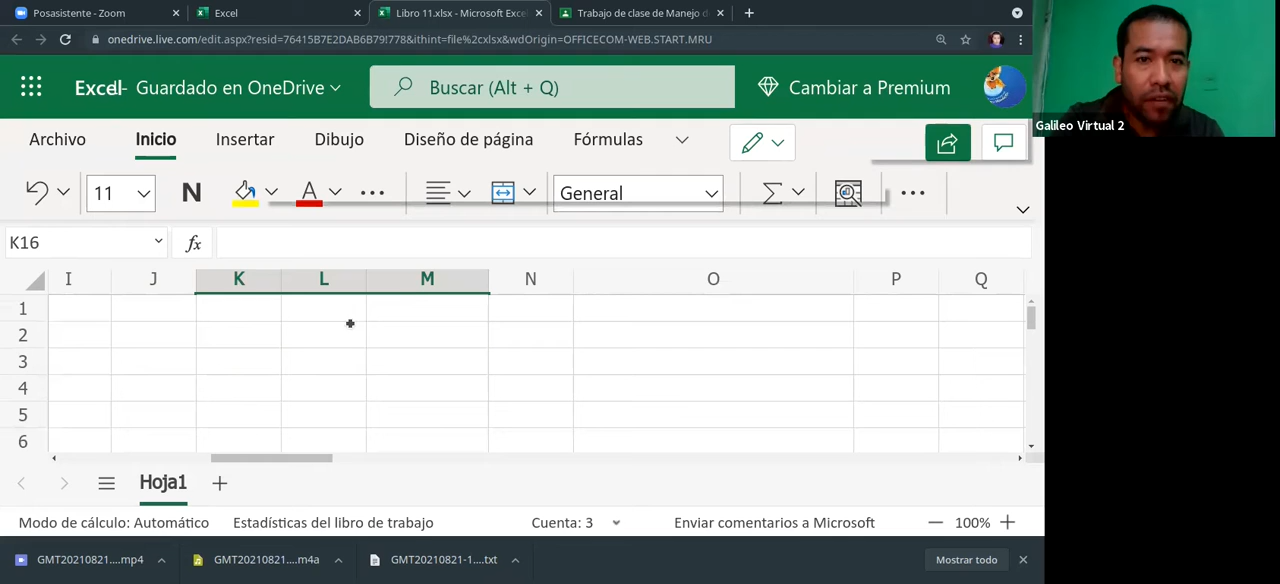 Posasistente - Zoom
Excel
Libro 11.xlsx - Microsoft Exce
Trabajo de clase de Manejo d
onedrive.live.com/edit.aspx?resid=76415B7E2DAB6B79!778&ithint=file%2cxlsx&wdOrigin=OFFICECOM-WEB.START.MRU
Excel - Guardado en OneDrive
Buscar (Alt + Q)
Cambiar a Premium
Galileo Virtual 2
Archivo Inicio Insertar Dibujo Diseño de página Fórmulas
11 N A General
K16 fx
I J K L M N O P Q
1
2
3
4
5
6
Hoja1
Modo de cálculo: Automático Estadísticas del libro de trabajo Cuenta: 3 Enviar comentarios a Microsoft 100%
GMT20210821....mp4 GMT20210821....m4a GMT20210821-1....txt Mostrar todo